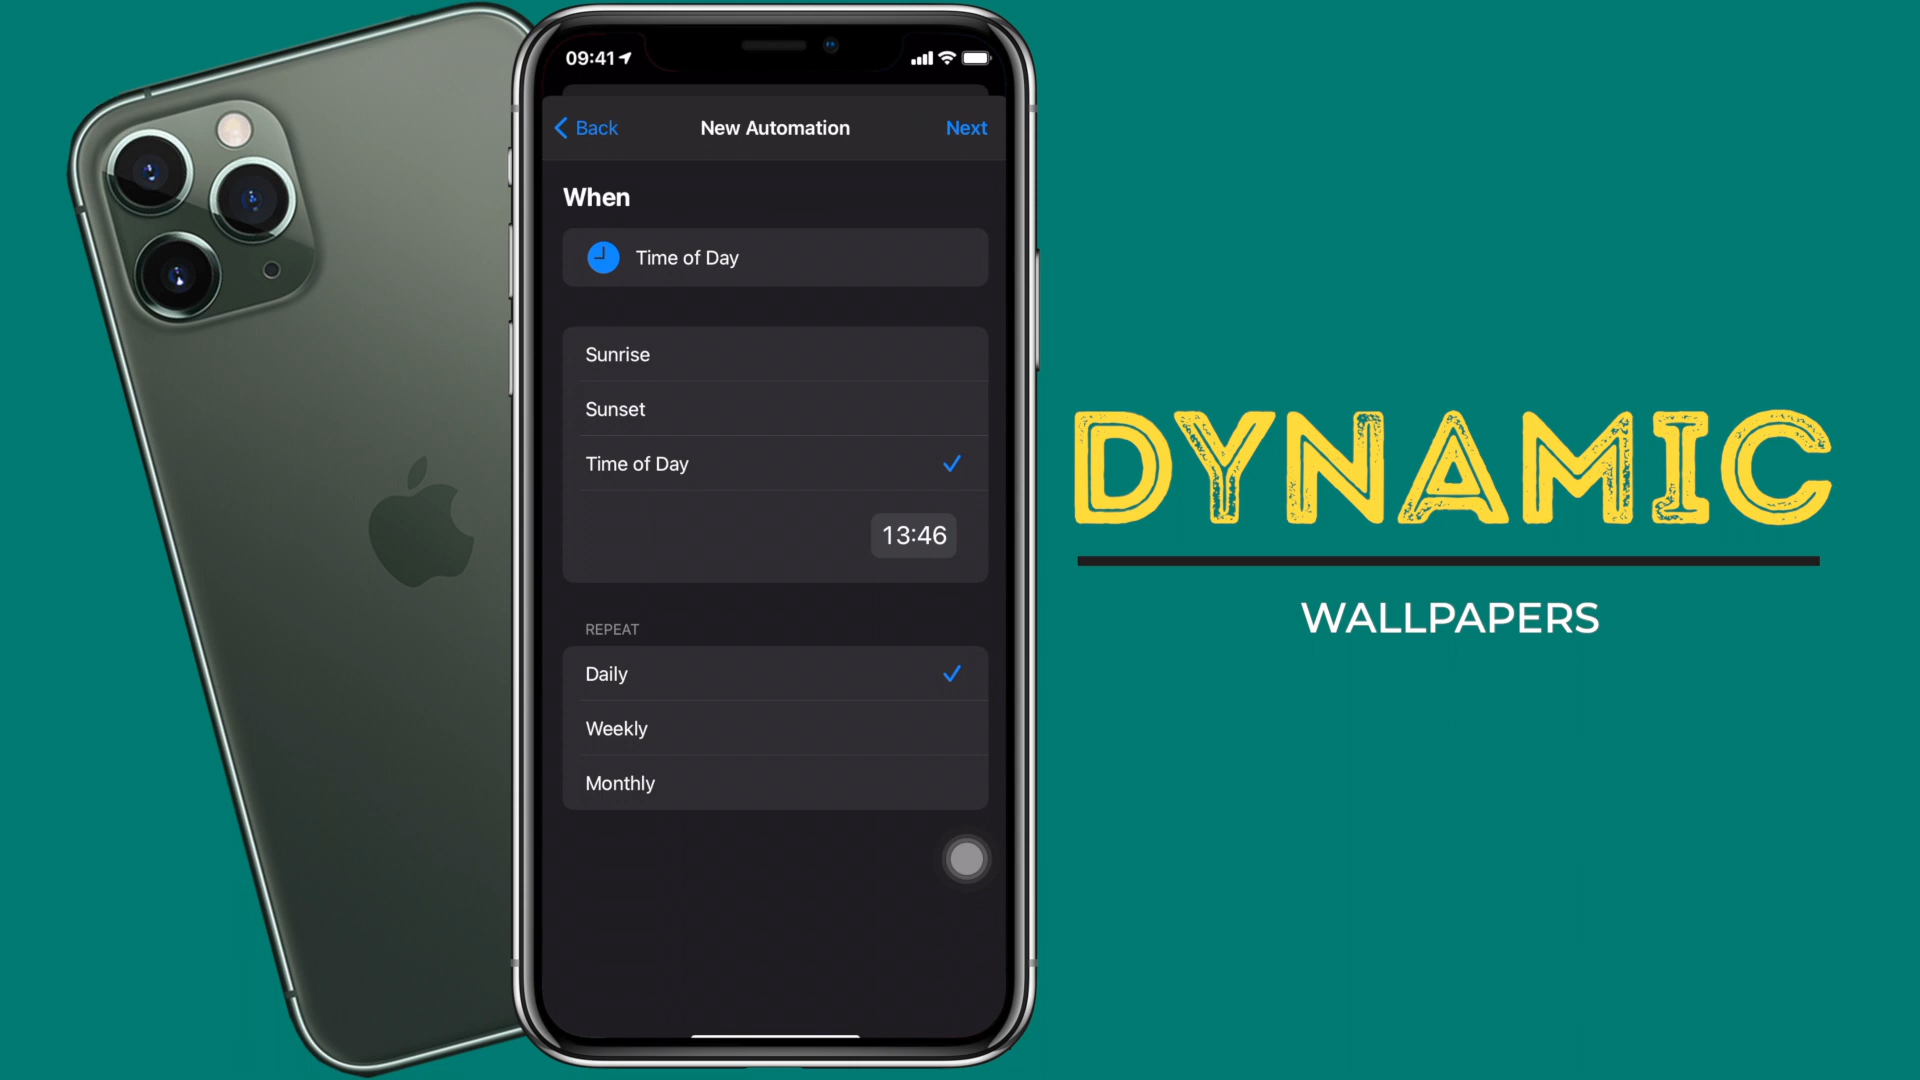 09:41
Back New Automation Next
When
Time of Day
Sunrise
Sunset
Time of Day
13:46
REPEAT
Daily
Weekly
Monthly
DYNAMIC
WALLPAPERS